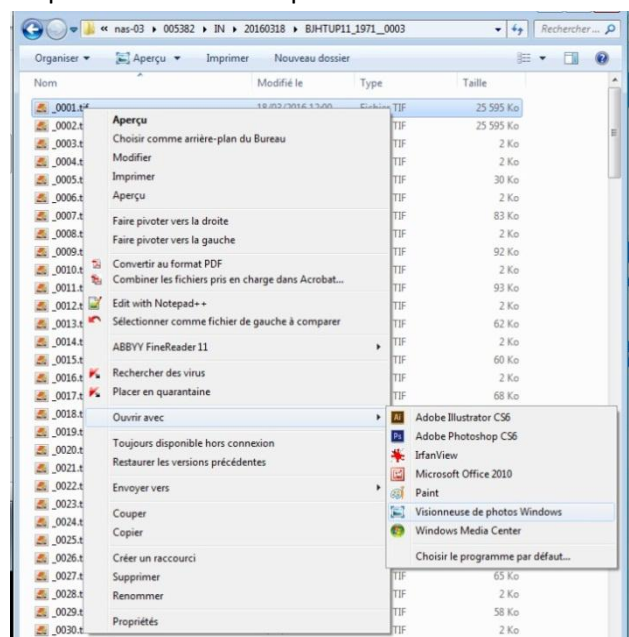 « nas-03 ▸ 005382 ▸ IN ▸ 20160318 ▸ BJHTUP11_1971__0003
Rechercher ...
Organiser Aperçu Imprimer Nouveau dossier
Nom Modifié le Type Taille
_0001.tif 18/03/2016 12:00 Fichier TIF 25 595 Ko
_0002.t TIF 25 595 Ko
_0003.t TIF 2 Ko
_0004.t TIF 2 Ko
_0005.t TIF 30 Ko
_0006.t TIF 2 Ko
_0007.t TIF 83 Ko
_0008.t TIF 2 Ko
_0009.t TIF 92 Ko
_0010.t TIF 2 Ko
_0011.t TIF 93 Ko
_0012.t TIF 2 Ko
_0013.t TIF 62 Ko
_0014.t TIF 2 Ko
_0015.t TIF 60 Ko
_0016.t TIF 2 Ko
_0017.t TIF 68 Ko
_0018.t
_0019.t
_0020.t
_0021.t
_0022.t
_0023.t
_0024.t
_0025.t
_0026.t
_0027.t TIF 65 Ko
_0028.t TIF 2 Ko
_0029.t TIF 58 Ko
_0030.t TIF 2 Ko
Aperçu
Choisir comme arrière-plan du Bureau
Modifier
Imprimer
Aperçu
Faire pivoter vers la droite
Faire pivoter vers la gauche
Convertir au format PDF
Combiner les fichiers pris en charge dans Acrobat...
Edit with Notepad++
Sélectionner comme fichier de gauche à comparer
ABBYY FineReader 11
Rechercher des virus
Placer en quarantaine
Ouvrir avec
Toujours disponible hors connexion
Restaurer les versions précédentes
Envoyer vers
Couper
Copier
Créer un raccourci
Supprimer
Renommer
Propriétés
Ai Adobe Illustrator CS6
Ps Adobe Photoshop CS6
IrfanView
Microsoft Office 2010
Paint
Visionneuse de photos Windows
Windows Media Center
Choisir le programme par défaut...